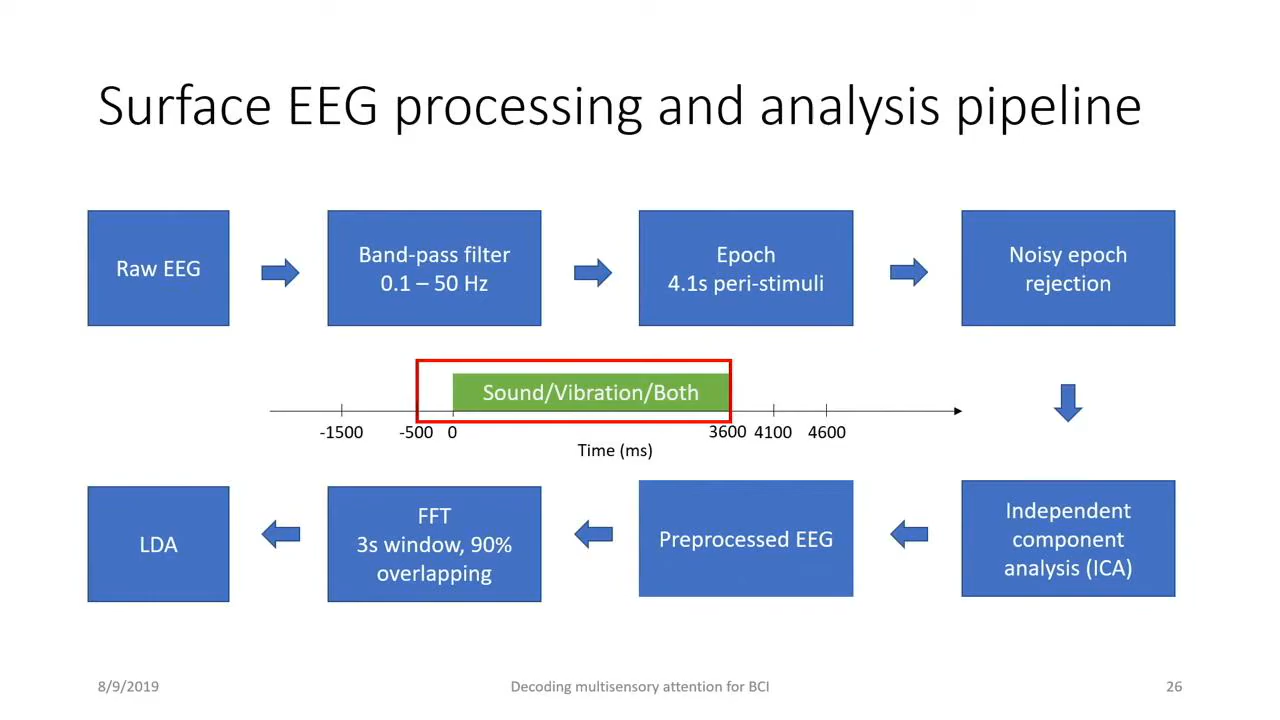 Surface EEG processing and analysis pipeline
Raw EEG
Band-pass filter
0.1 – 50 Hz
Epoch
4.1s peri-stimuli
Noisy epoch
rejection
Sound/Vibration/Both
-1500 -500 0 3600 4100 4600
Time (ms)
Independent
component
analysis (ICA)
Preprocessed EEG
FFT
3s window, 90%
overlapping
LDA
8/9/2019
Decoding multisensory attention for BCI
26